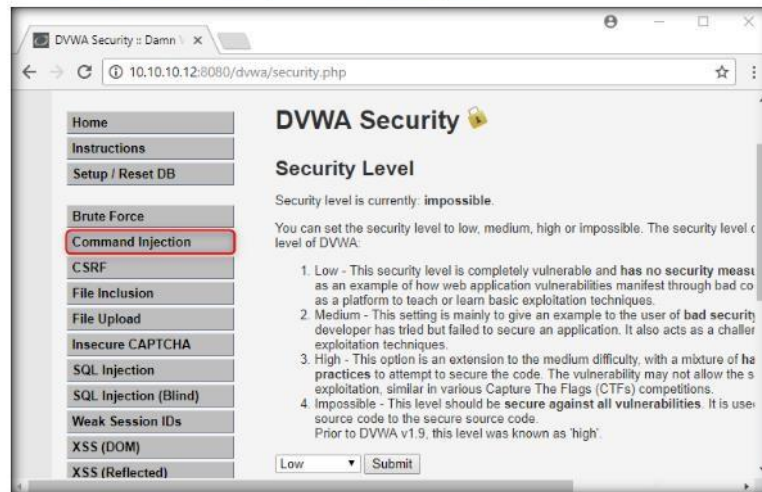 DVWA Security :: Damn V
10.10.10.12:8080/dvwa/security.php
Home
Instructions
Setup / Reset DB
Brute Force
Command Injection
CSRF
File Inclusion
File Upload
Insecure CAPTCHA
SQL Injection
SQL Injection (Blind)
Weak Session IDs
XSS (DOM)
XSS (Reflected)
DVWA Security
Security Level
Security level is currently: impossible.
You can set the security level to low, medium, high or impossible. The security level
level of DVWA:
1. Low - This security level is completely vulnerable and has no security
as an example of how web application vulnerabilities manifest through bad co
as a platform to teach or learn basic exploitation techniques.
2. Medium - This setting is mainly to give an example to the user of bad security
developer has tried but failed to secure an application. It also acts as a
exploitation techniques.
3. High - This option is an extension to the medium difficulty, with a mixture of ha
practices to attempt to secure the code. The vulnerability may not allow the s
exploitation, similar in various Capture The Flags (CTFs) competitions.
4. Impossible - This level should be secure against all vulnerabilities. It is
source code to the secure source code.
Prior to DVWA v1.9, this level was known as 'high'.
Low
Submit